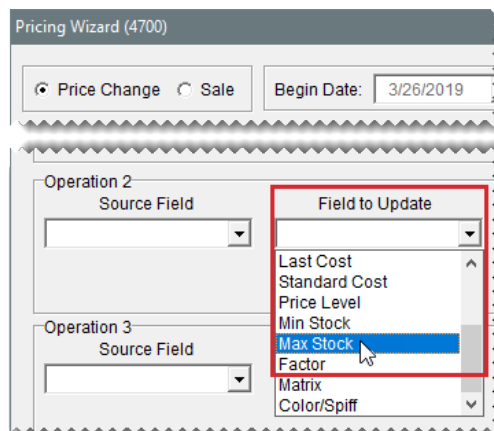 Pricing Wizard (4700)
Price Change Sale Begin Date: 3/26/2019
Operation 2
Source Field Field to Update
Last Cost
Standard Cost
Price Level
Min Stock
Max Stock
Factor
Matrix
Color/Spiff
Operation 3
Source Field